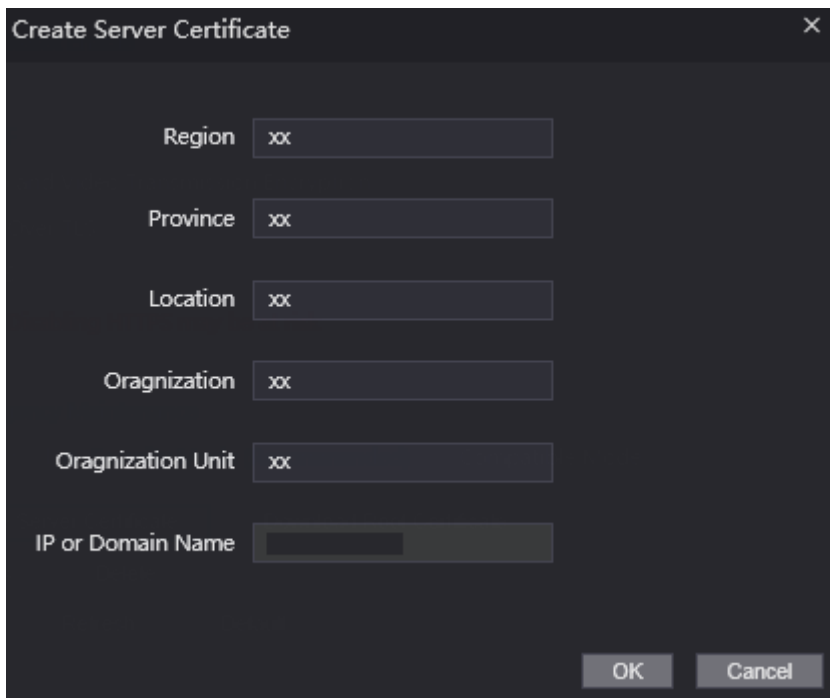 Create Server Certificate ×
Region xx
Province xx
Location xx
Oragnization xx
Oragnization Unit xx
IP or Domain Name
OK Cancel